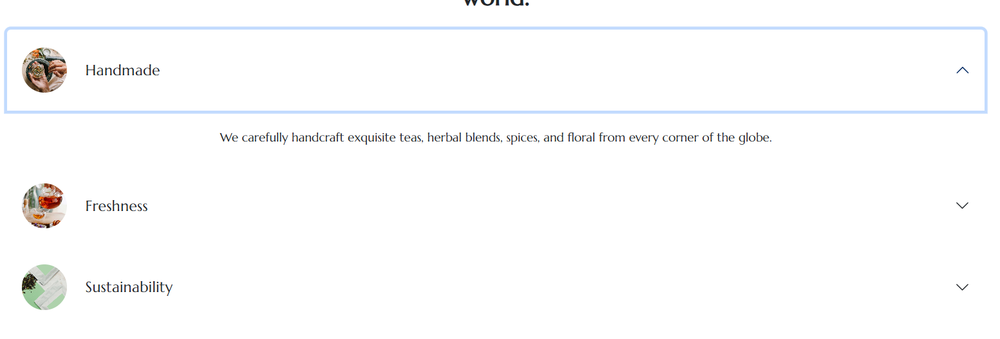 world.
Handmade
We carefully handcraft exquisite teas, herbal blends, spices, and floral from every corner of the globe.
Freshness
Sustainability